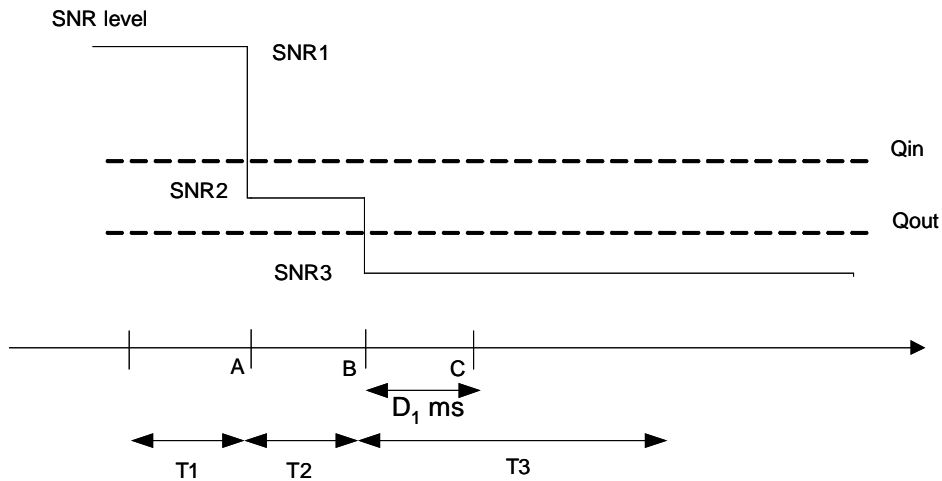 SNR level
SNR1
Qin
SNR2
Qout
SNR3
A B C
D₁ ms
T1 T2 T3